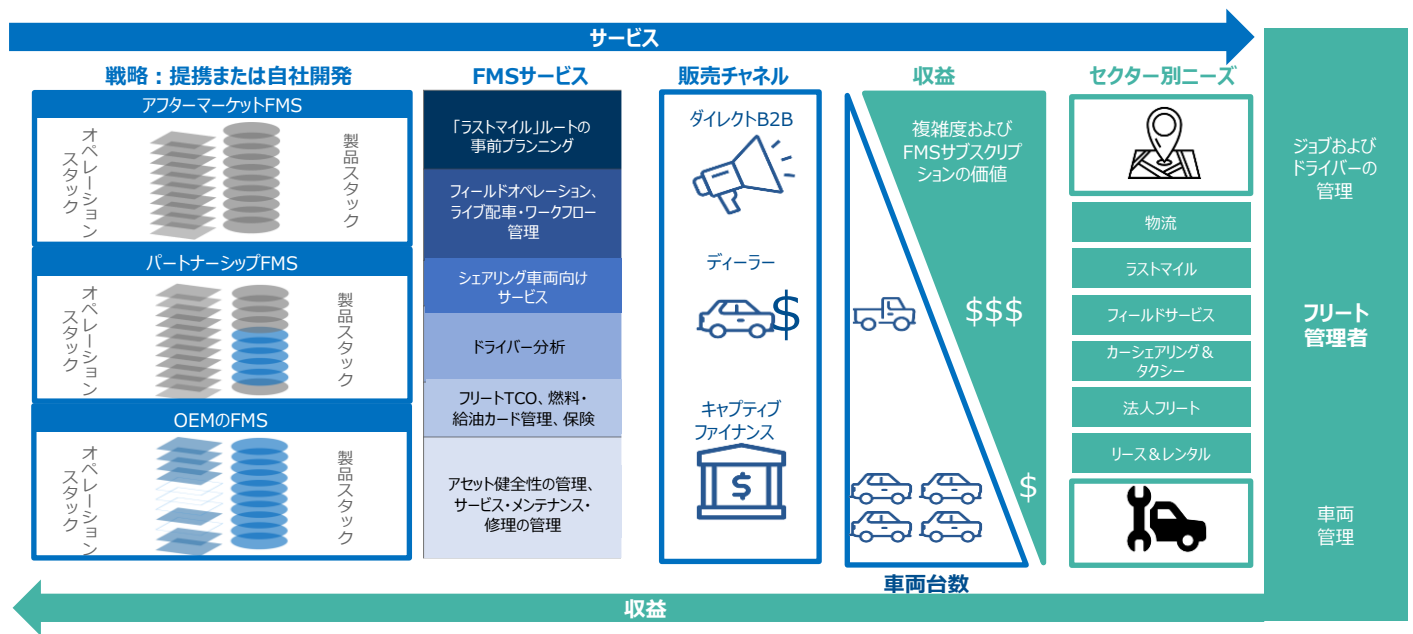 サービス
戦略：提携または自社開発
アフターマーケットFMS
オペレーション
スタック
製品スタック
パートナーシップFMS
オペレーション
スタック
製品スタック
OEMのFMS
オペレーション
スタック
製品スタック
FMSサービス
「ラストマイル」ルートの
事前プランニング
フィールドオペレーション、
ライブ配車・ワークフロー
管理
シェアリング車両向け
サービス
ドライバー分析
フリートTCO、燃料・
給油カード管理、保険
アセット健全性の管理、
サービス・メンテナンス・
修理の管理
販売チャネル
ダイレクトB2B
ディーラー
$
キャプティブ
ファイナンス
$
収益
複雑度および
FMSサブスクリプ
ションの価値
$$$
$
車両台数
セクター別ニーズ
物流
ラストマイル
フィールドサービス
カーシェアリング＆
タクシー
法人フリート
リース＆レンタル
ジョブおよび
ドライバーの
管理
フリート
管理者
車両
管理
収益